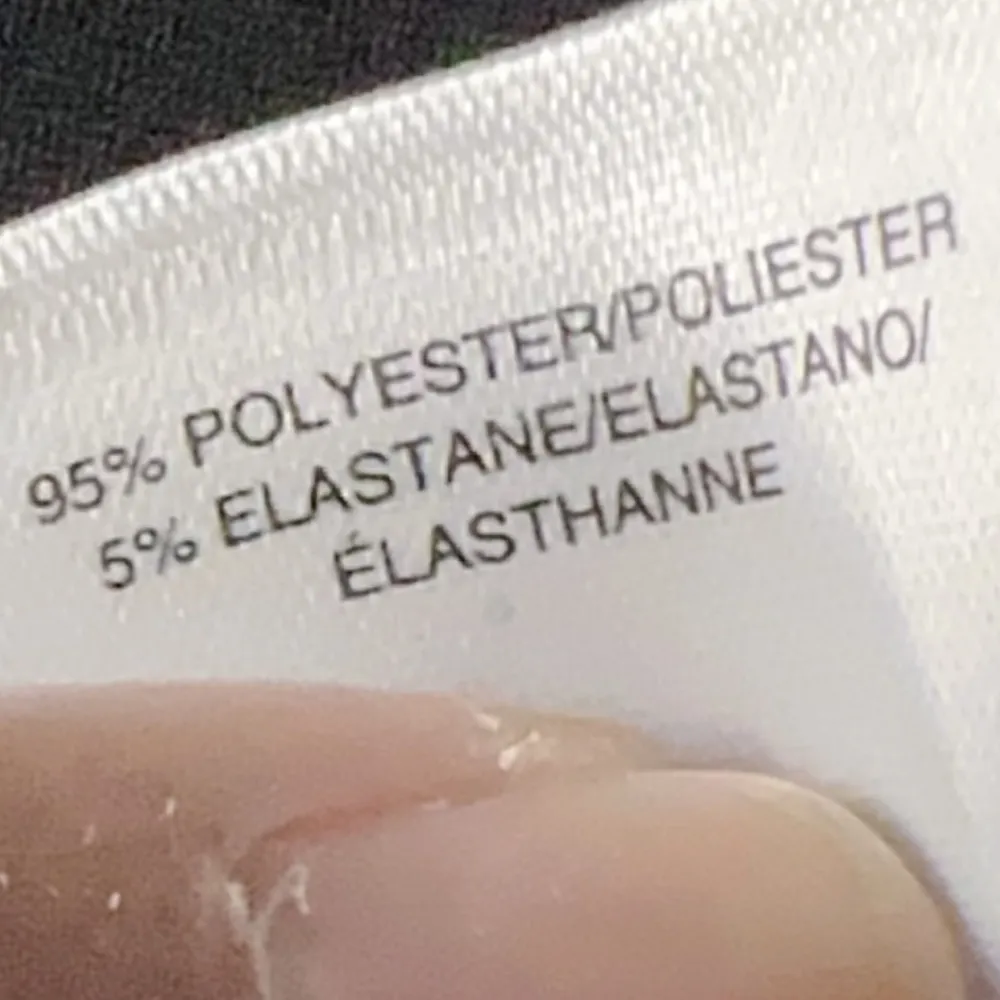 95% POLYESTER/POLIESTER
5% ELASTANE/ELASTANO/
ÉLASTHANNE